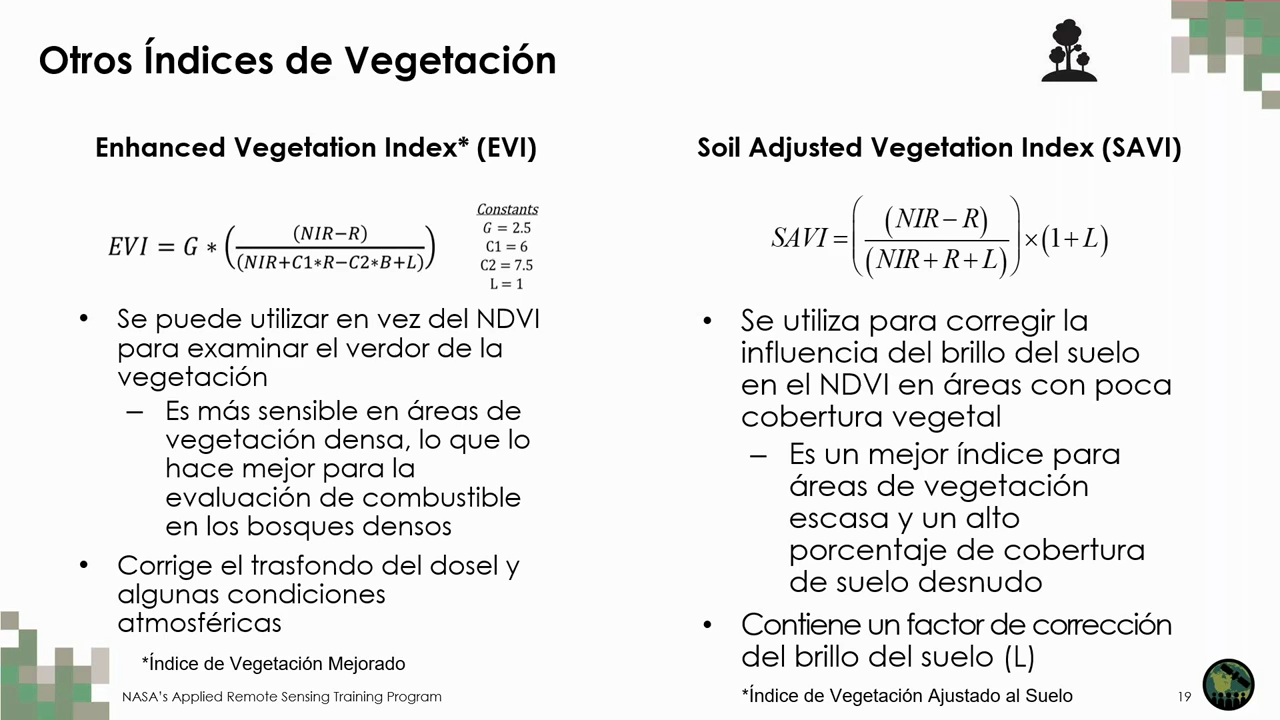 Otros Índices de Vegetación
Enhanced Vegetation Index* (EVI)
EVI = G * ( (NIR−R) / (NIR+C1*R−C2*B+L) )
Constants
G = 2.5
C1 = 6
C2 = 7.5
L = 1
• Se puede utilizar en vez del NDVI
para examinar el verdor de la
vegetación
– Es más sensible en áreas de
vegetación densa, lo que lo
hace mejor para la
evaluación de combustible
en los bosques densos
• Corrige el trasfondo del dosel y
algunas condiciones
atmosféricas
*Índice de Vegetación Mejorado
Soil Adjusted Vegetation Index (SAVI)
SAVI = ( (NIR − R) / (NIR + R + L) ) × (1 + L)
• Se utiliza para corregir la
influencia del brillo del suelo
en el NDVI en áreas con poca
cobertura vegetal
– Es un mejor índice para
áreas de vegetación
escasa y un alto
porcentaje de cobertura
de suelo desnudo
• Contiene un factor de corrección
del brillo del suelo (L)
*Índice de Vegetación Ajustado al Suelo
NASA's Applied Remote Sensing Training Program
19